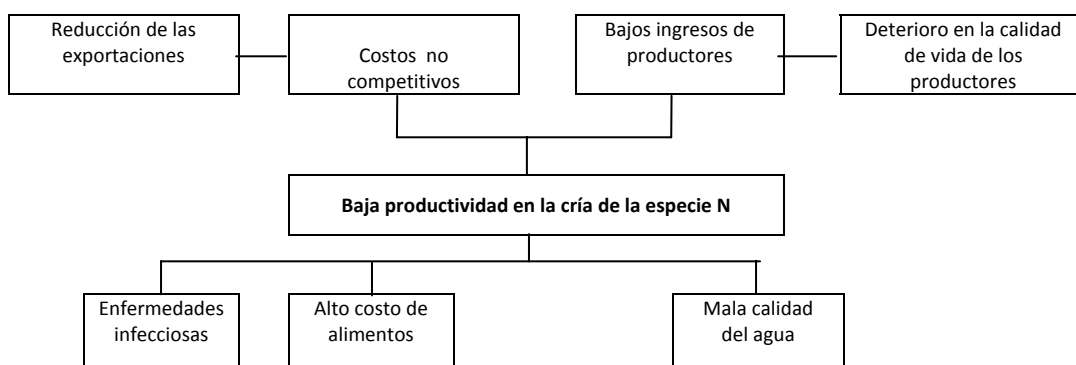 Reducción de las
exportaciones
Costos no
competitivos
Bajos ingresos de
productores
Deterioro en la calidad
de vida de los
productores
Baja productividad en la cría de la especie N
Enfermedades
infecciosas
Alto costo de
alimentos
Mala calidad
del agua